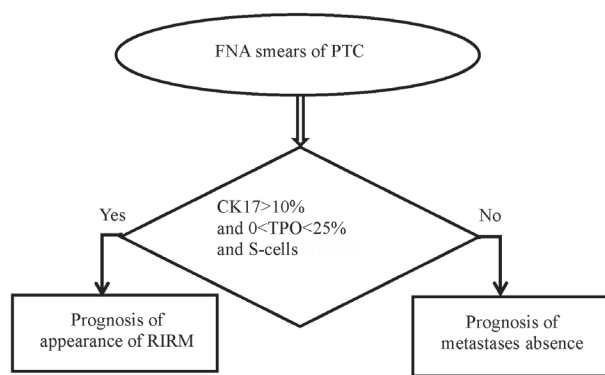 FNA smears of PTC
CK17>10%
and 0<TPO<25%
and S-cells
Yes
No
Prognosis of
appearance of RIRM
Prognosis of
metastases absence